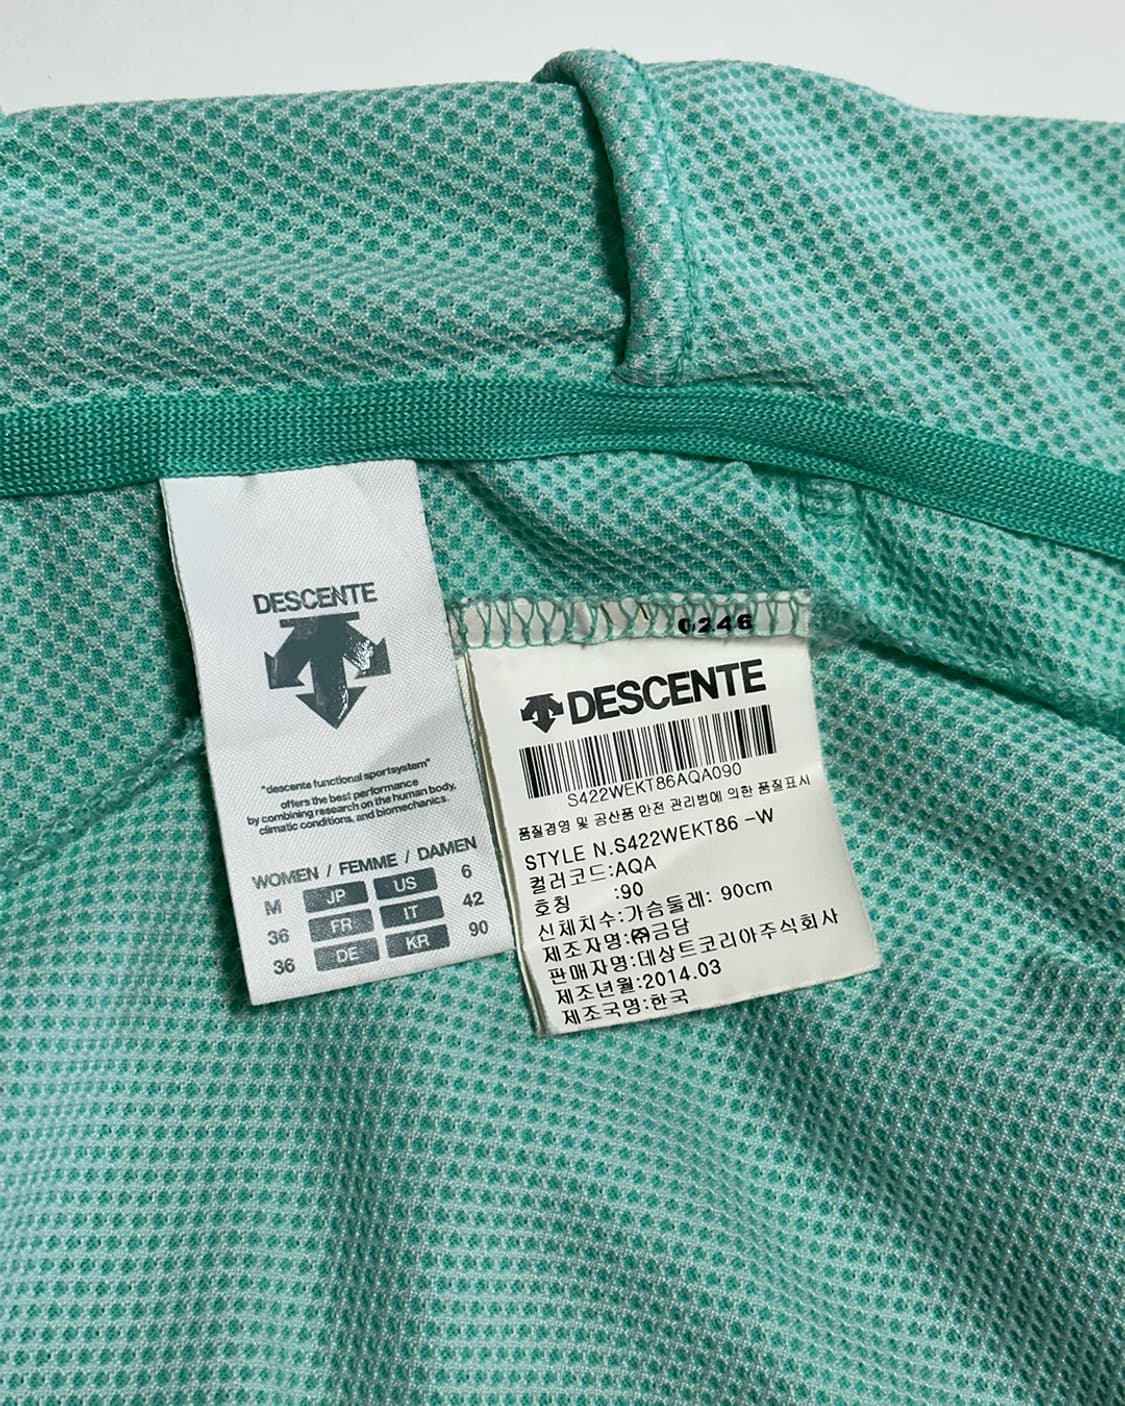 DESCENTE
"descente functional sportsystem"
offers the best performance
by combining research on the human body,
climatic conditions, and biomechanics.
WOMEN / FEMME / DAMEN
M JP US 6
36 FR IT 42
36 DE KR 90
0246
DESCENTE
S422WEKT86AQA090
품질경영 및 공산품 안전 관리법에 의한 품질표시
STYLE N.S422WEKT86 -W
컬러코드:AQA
호칭 :90
신체치수:가슴둘레: 90cm
제조자명:㈜금담
판매자명:데상트코리아주식회사
제조년월:2014.03
제조국명:한국